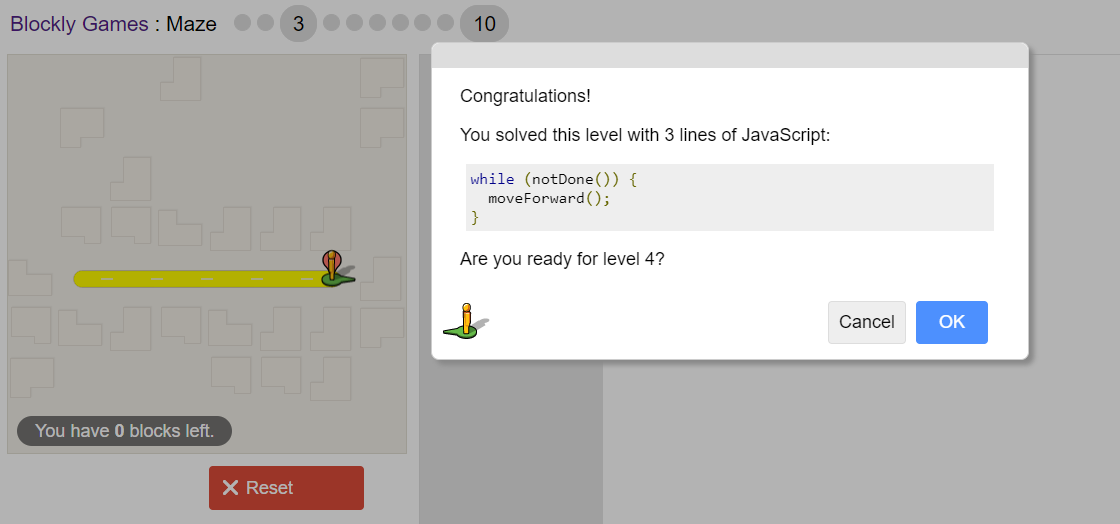 Blockly Games : Maze 3 10
Congratulations!
You solved this level with 3 lines of JavaScript:
while (notDone()) {
  moveForward();
}
Are you ready for level 4?
Cancel OK
You have 0 blocks left.
Reset